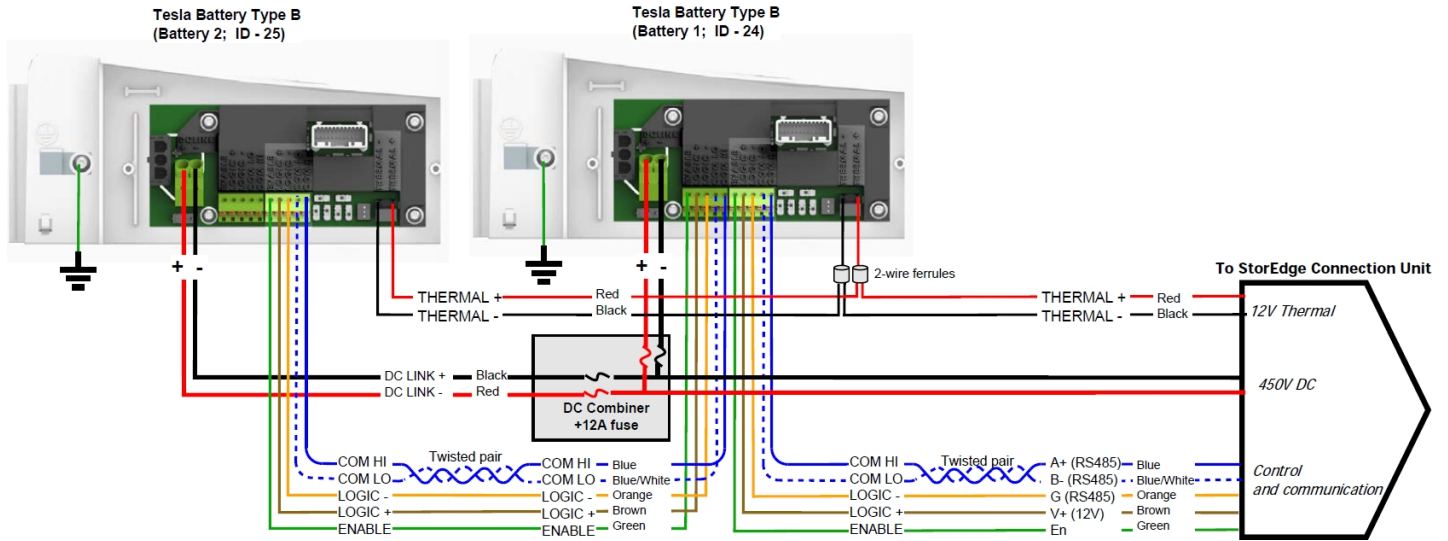 Tesla Battery Type B
(Battery 2; ID - 25)
Tesla Battery Type B
(Battery 1; ID - 24)
+ -
+ -
2-wire ferrules
To StorEdge Connection Unit
THERMAL + Red
THERMAL - Black
THERMAL + Red
THERMAL - Black
12V Thermal
DC LINK + Black
DC LINK - Red
450V DC
DC Combiner
+12A fuse
COM HI Twisted pair COM HI Blue
COM LO COM LO Blue/White
LOGIC - LOGIC - Orange
LOGIC + LOGIC + Brown
ENABLE ENABLE Green
COM HI Twisted pair A+ (RS485) Blue
COM LO B- (RS485) Blue/White
LOGIC - G (RS485) Orange
LOGIC + V+ (12V) Brown
ENABLE En Green
Control
and communication